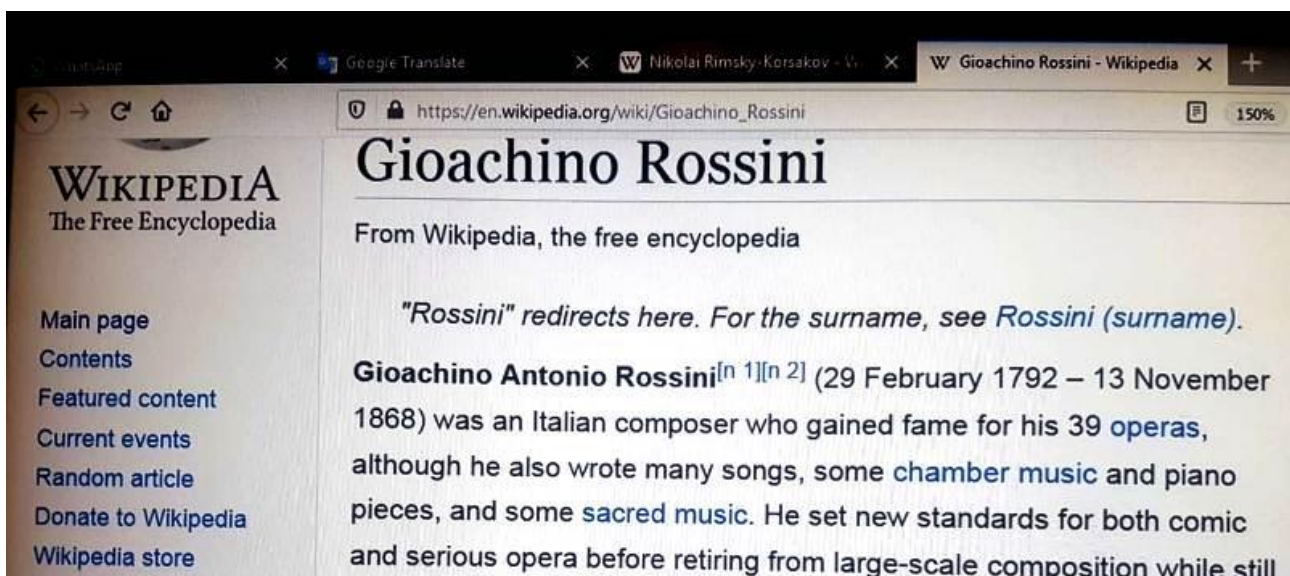 WhatsApp
Google Translate
Nikolai Rimsky-Korsakov -
Gioachino Rossini - Wikipedia
https://en.wikipedia.org/wiki/Gioachino_Rossini
150%
WIKIPEDIA
The Free Encyclopedia
Main page
Contents
Featured content
Current events
Random article
Donate to Wikipedia
Wikipedia store
Gioachino Rossini
From Wikipedia, the free encyclopedia
"Rossini" redirects here. For the surname, see Rossini (surname).
Gioachino Antonio Rossini[n 1][n 2] (29 February 1792 – 13 November
1868) was an Italian composer who gained fame for his 39 operas,
although he also wrote many songs, some chamber music and piano
pieces, and some sacred music. He set new standards for both comic
and serious opera before retiring from large-scale composition while still